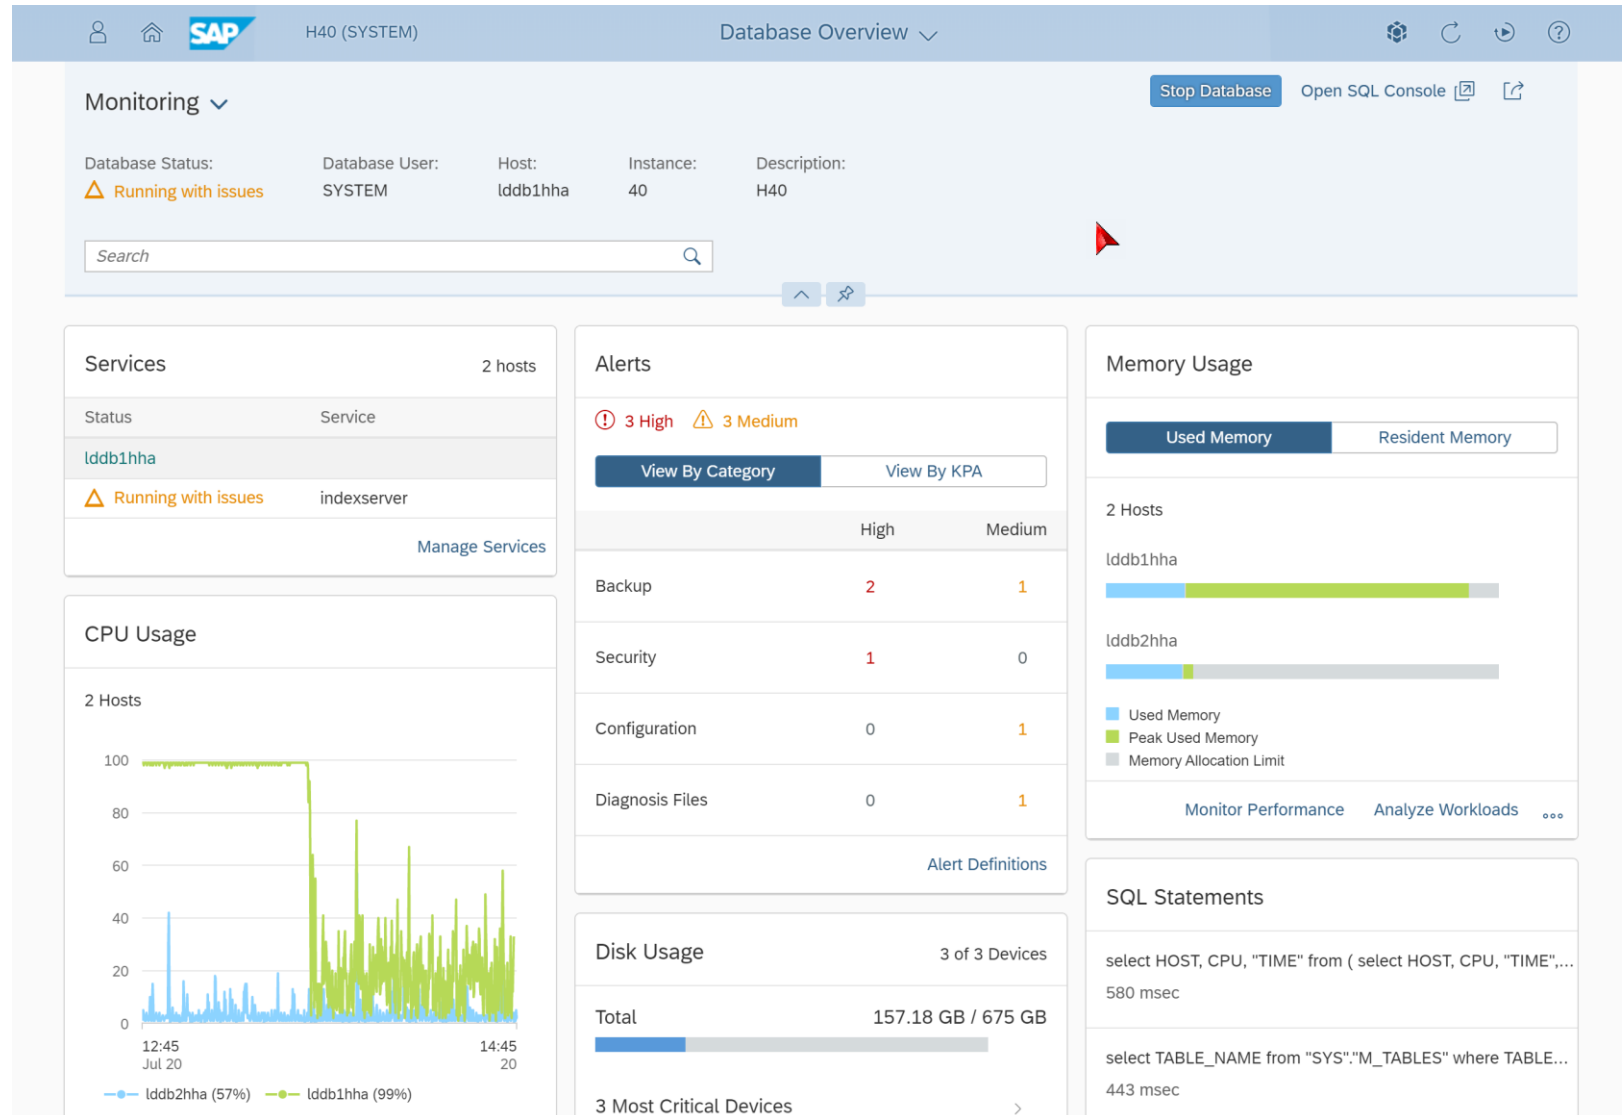 SAP
H40 (SYSTEM)
Database Overview
Monitoring
Stop Database
Open SQL Console
Database Status:
Database User:
Host:
Instance:
Description:
Running with issues
SYSTEM
lddb1hha
40
H40
Search
Services
2 hosts
Status
Service
lddb1hha
Running with issues
indexserver
Manage Services
CPU Usage
2 Hosts
100
80
60
40
20
0
12:45
Jul 20
14:45
20
lddb2hha (57%)
lddb1hha (99%)
Alerts
3 High
3 Medium
View By Category
View By KPA
High
Medium
Backup
2
1
Security
1
0
Configuration
0
1
Diagnosis Files
0
1
Alert Definitions
Disk Usage
3 of 3 Devices
Total
157.18 GB / 675 GB
3 Most Critical Devices
Memory Usage
Used Memory
Resident Memory
2 Hosts
lddb1hha
lddb2hha
Used Memory
Peak Used Memory
Memory Allocation Limit
Monitor Performance
Analyze Workloads
SQL Statements
select HOST, CPU, "TIME" from ( select HOST, CPU, "TIME",...
580 msec
select TABLE_NAME from "SYS"."M_TABLES" where TABLE...
443 msec